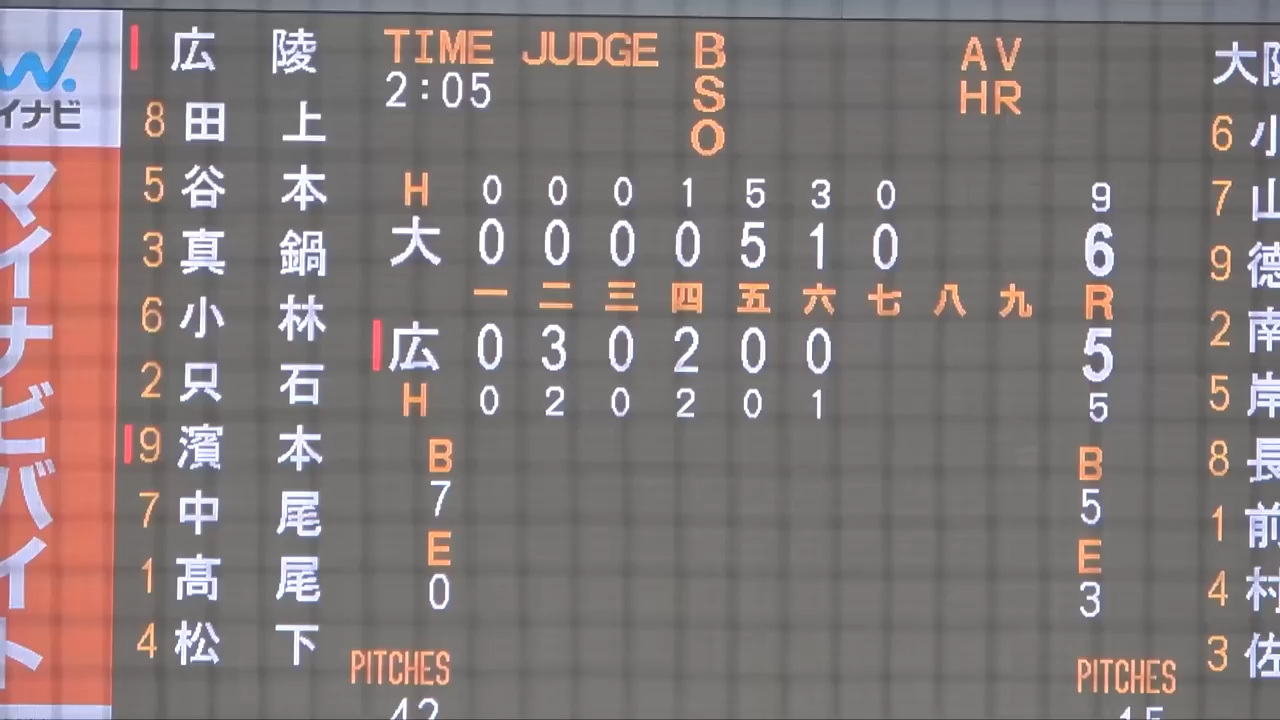 W.
イナビ
マイナビバイト
広 陵
8 田 上
5 谷 本
3 真 鍋
6 小 林
2 只 石
9 濱 本
7 中 尾
1 髙 尾
4 松 下
TIME JUDGE B
2:05 S
O
AV
HR
H 0 0 0 1 5 3 0 9
大 0 0 0 0 5 1 0 6
一 二 三 四 五 六 七 八 九 R
広 0 3 0 2 0 0 5
H 0 2 0 2 0 1 5
B B
7 5
E E
0 3
PITCHES PITCHES
42 15
大阪
6 小
7 山
9 徳
2 南
5 岸
8 長
1 前
4 村
3 佐